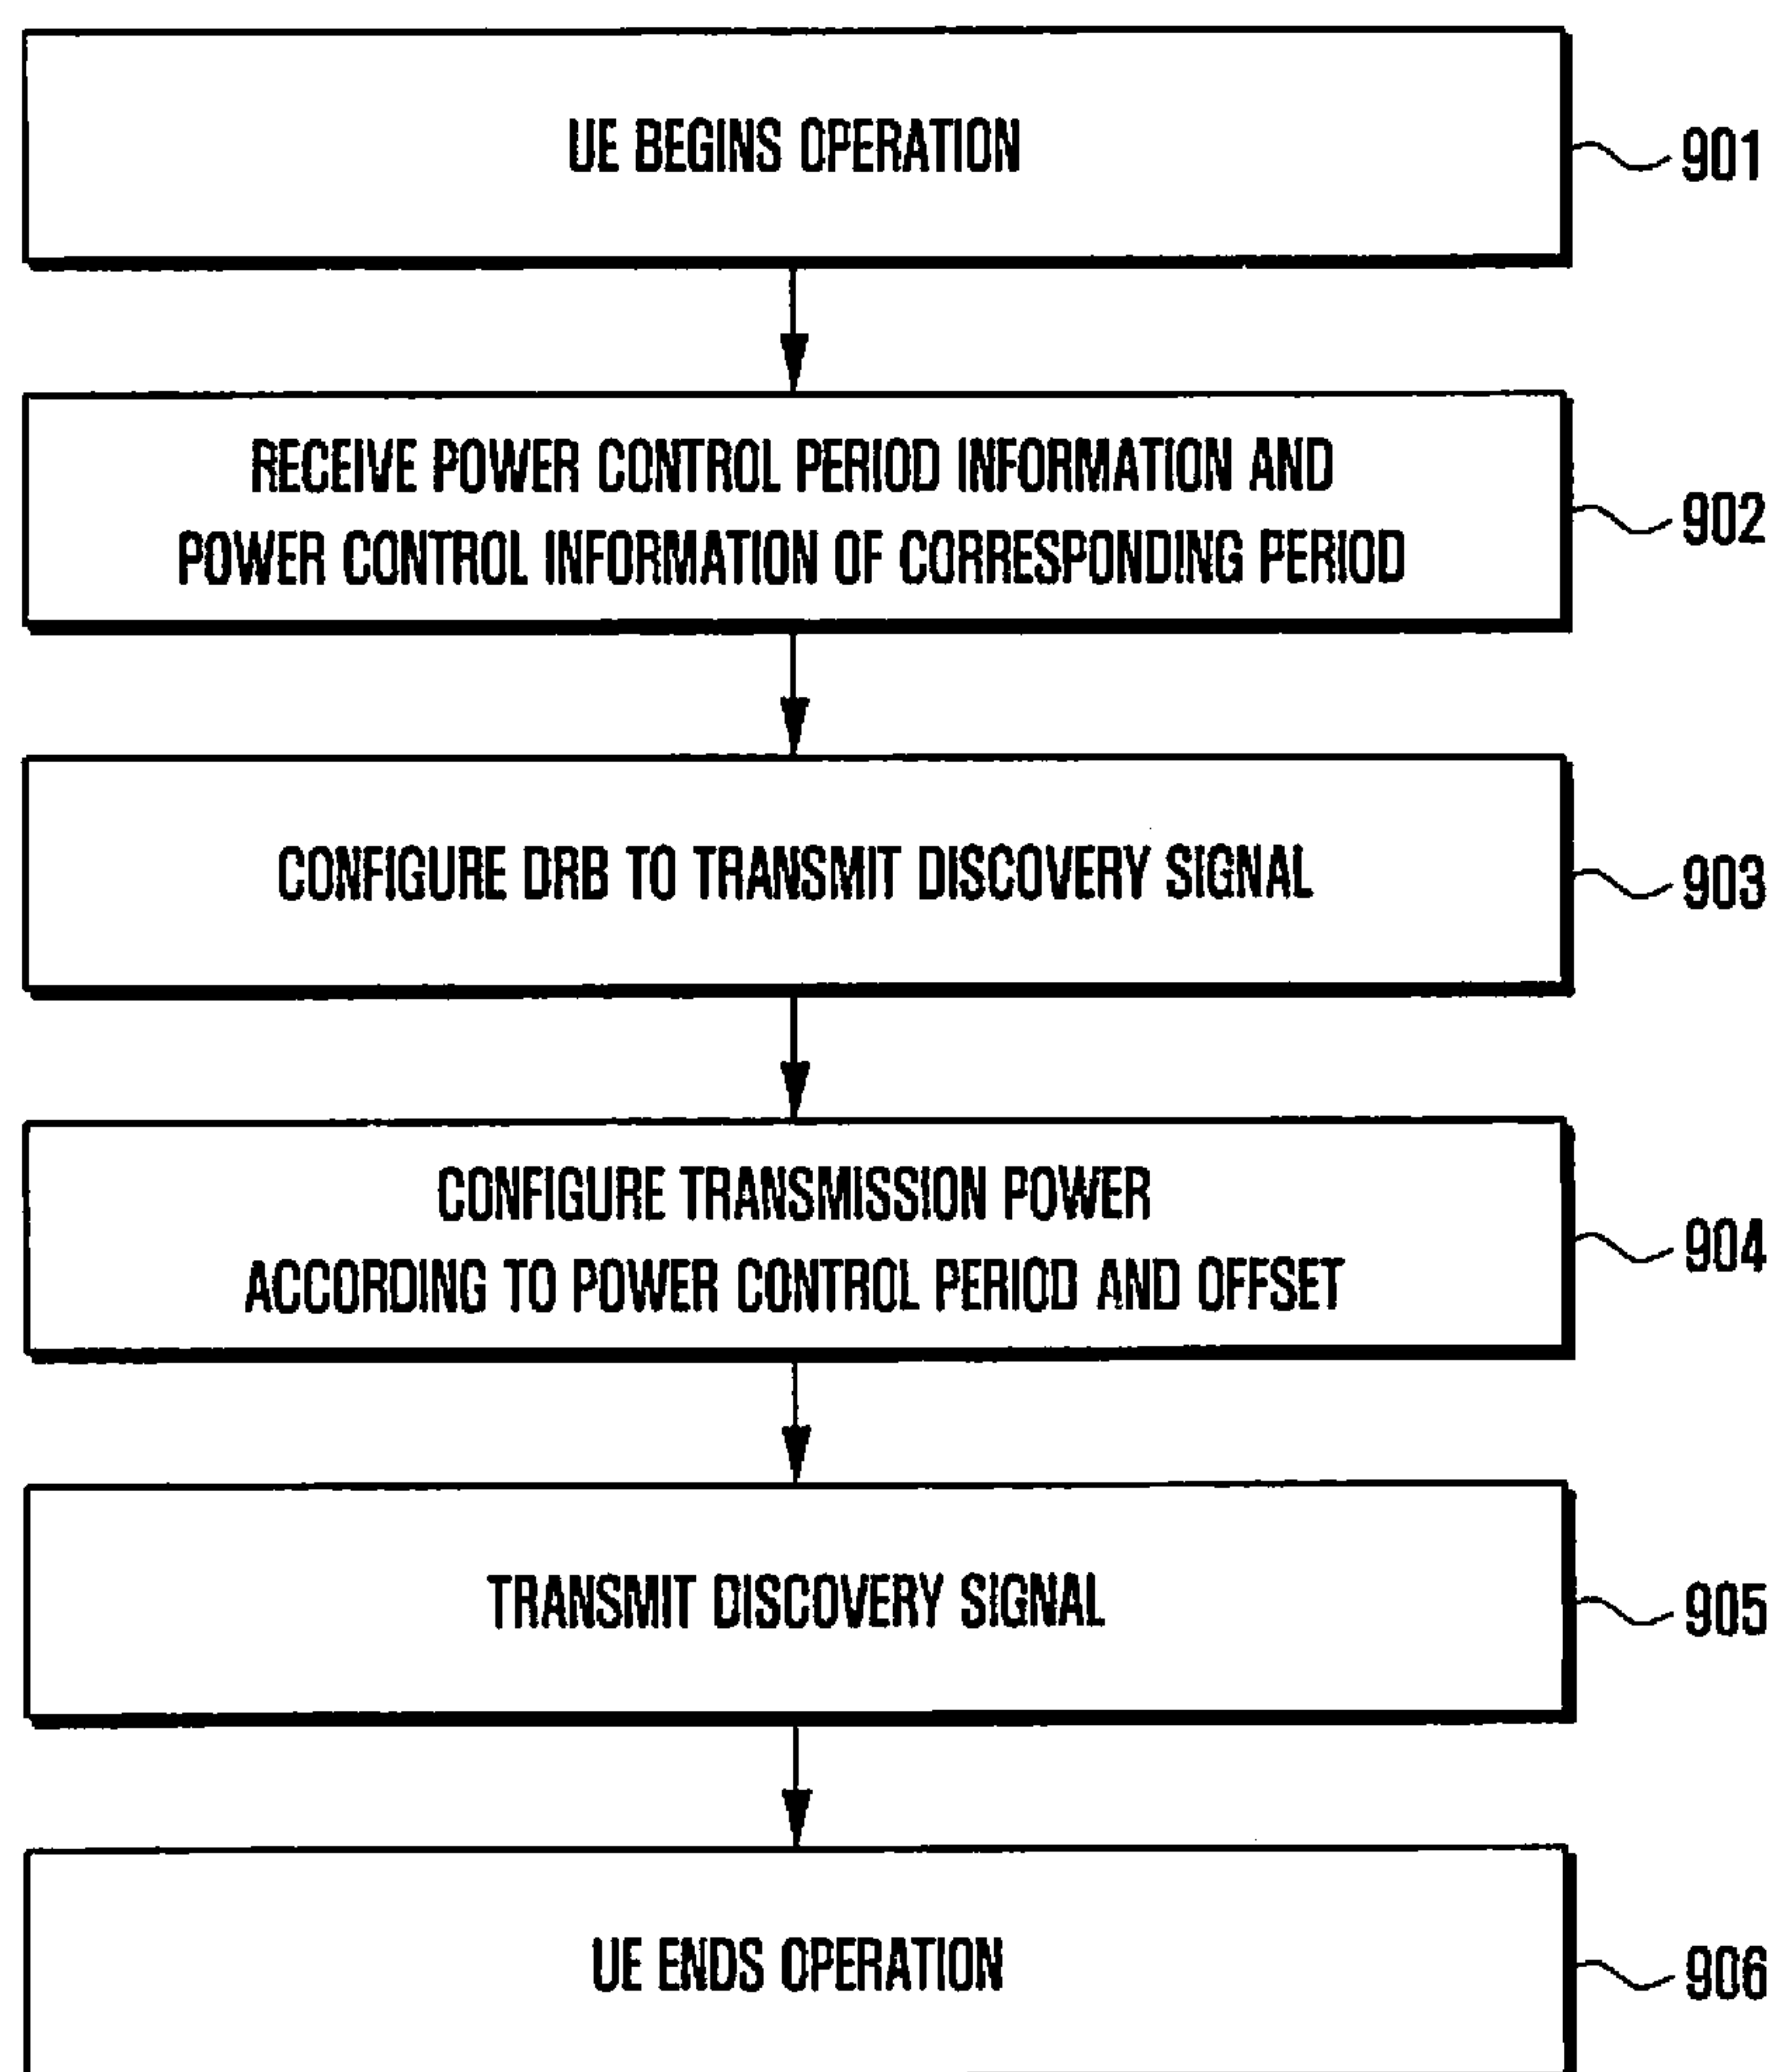 UE BEGINS OPERATION
901
RECEIVE POWER CONTROL PERIOD INFORMATION AND
POWER CONTROL INFORMATION OF CORRESPONDING PERIOD
902
CONFIGURE DRB TO TRANSMIT DISCOVERY SIGNAL
903
CONFIGURE TRANSMISSION POWER
ACCORDING TO POWER CONTROL PERIOD AND OFFSET
904
TRANSMIT DISCOVERY SIGNAL
905
UE ENDS OPERATION
906